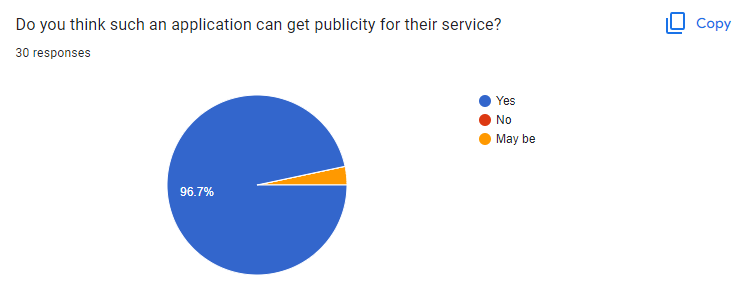 Do you think such an application can get publicity for their service?
Copy
30 responses
Yes
No
May be
96.7%